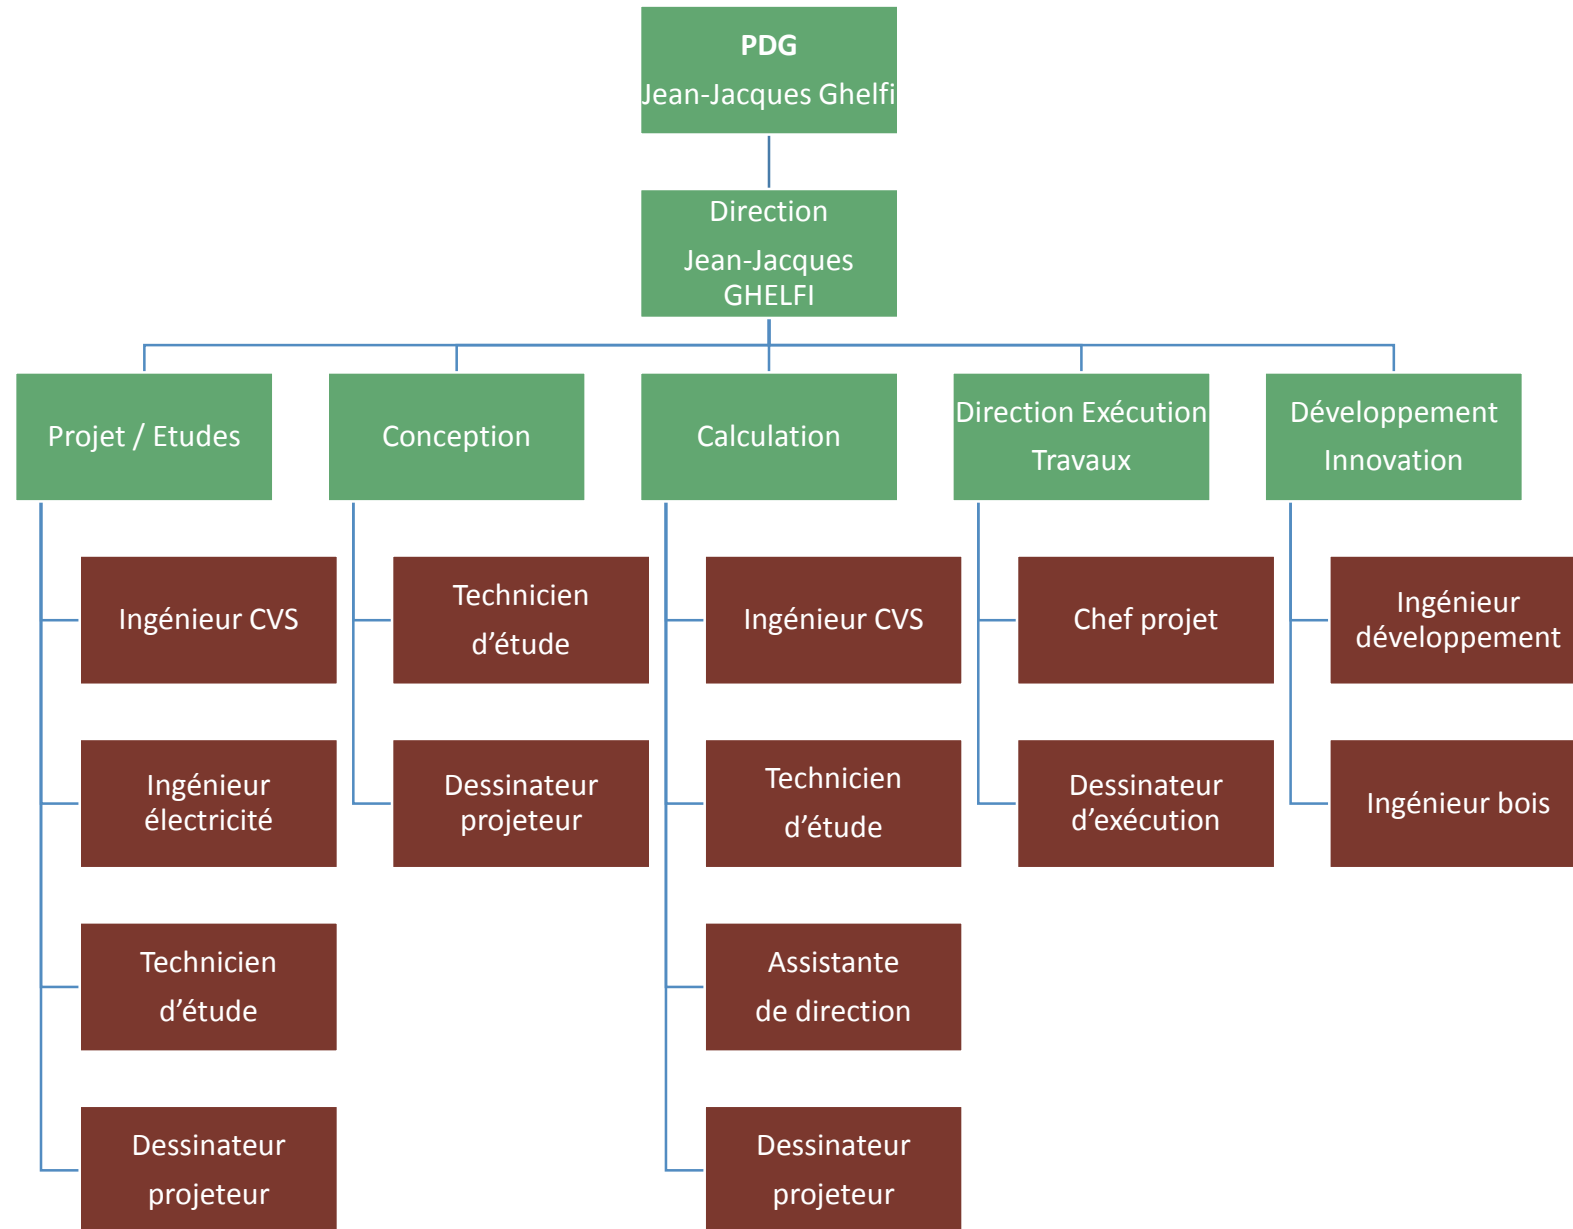 PDG
Jean-Jacques Ghelfi
Direction
Jean-Jacques
GHELFI
Projet / Etudes
Conception
Calculation
Direction Exécution
Travaux
Développement
Innovation
Ingénieur CVS
Ingénieur
électricité
Technicien
d’étude
Dessinateur
projeteur
Technicien
d’étude
Dessinateur
projeteur
Ingénieur CVS
Technicien
d’étude
Assistante
de direction
Dessinateur
projeteur
Chef projet
Dessinateur
d’exécution
Ingénieur
développement
Ingénieur bois